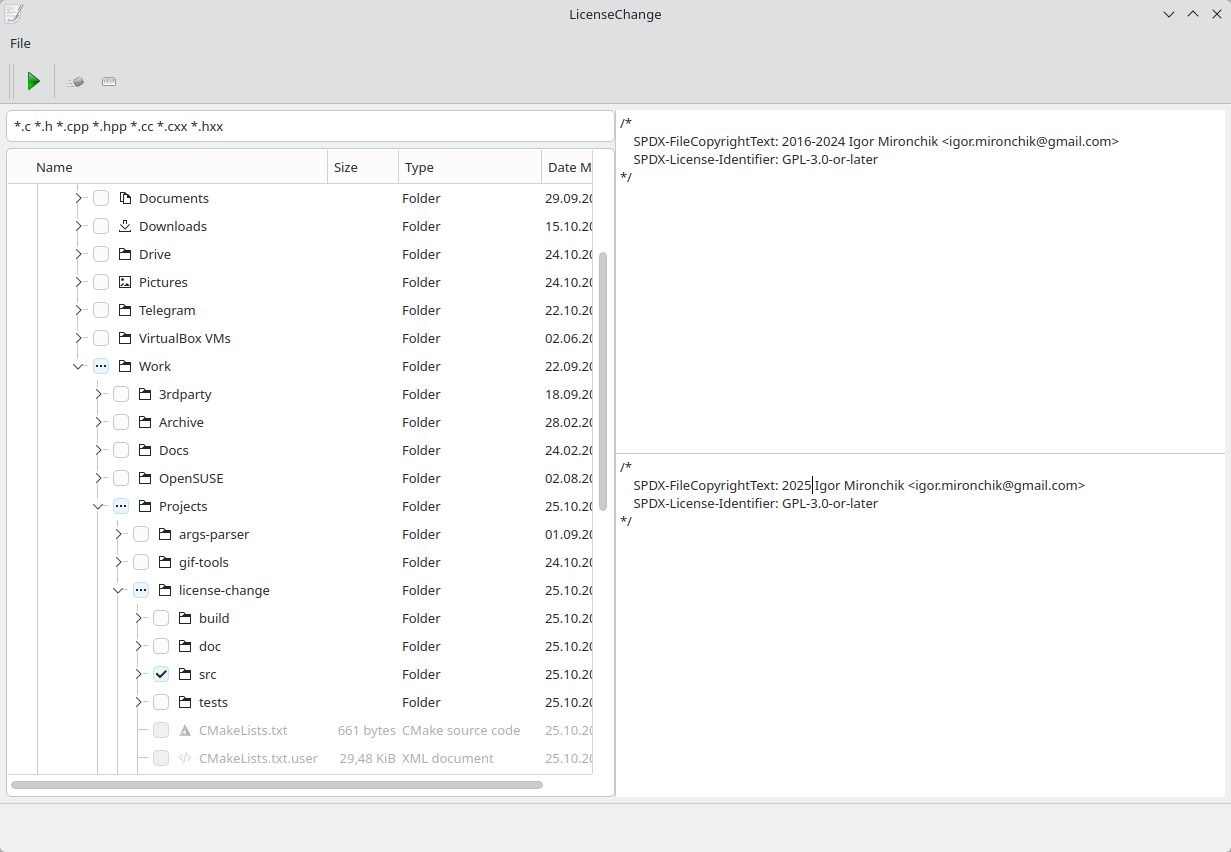 LicenseChange
File
*.c *.h *.cpp *.hpp *.cc *.cxx *.hxx
Name Size Type Date M
Documents Folder 29.09.20
Downloads Folder 15.10.20
Drive Folder 24.10.20
Pictures Folder 24.10.20
Telegram Folder 22.10.20
VirtualBox VMs Folder 02.06.20
Work Folder 22.09.20
3rdparty Folder 18.09.20
Archive Folder 28.02.20
Docs Folder 24.02.20
OpenSUSE Folder 02.08.20
Projects Folder 25.10.20
args-parser Folder 01.09.20
gif-tools Folder 24.10.20
license-change Folder 25.10.20
build Folder 25.10.20
doc Folder 25.10.20
src Folder 25.10.20
tests Folder 25.10.20
CMakeLists.txt 661 bytes CMake source code 25.10.20
CMakeLists.txt.user 29,48 KiB XML document 25.10.20
/*
SPDX-FileCopyrightText: 2016-2024 Igor Mironchik <igor.mironchik@gmail.com>
SPDX-License-Identifier: GPL-3.0-or-later
*/
/*
SPDX-FileCopyrightText: 2025 Igor Mironchik <igor.mironchik@gmail.com>
SPDX-License-Identifier: GPL-3.0-or-later
*/